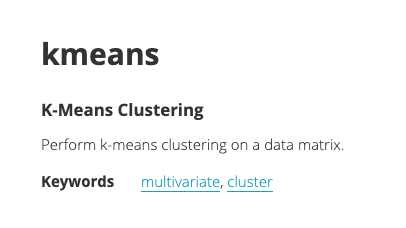 kmeans
K-Means Clustering
Perform k-means clustering on a data matrix.
Keywords multivariate, cluster